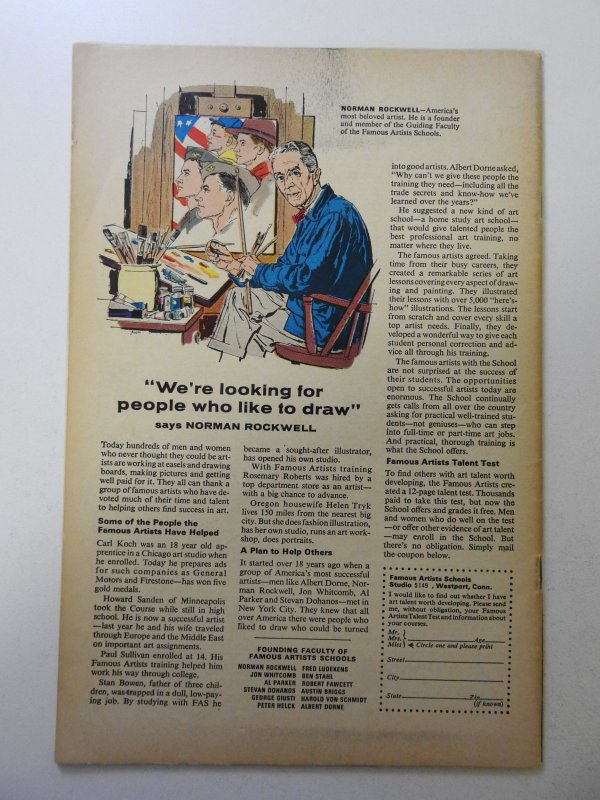 NORMAN ROCKWELL—America's
most beloved artist. He is a founder
and member of the Guiding Faculty
of the Famous Artists Schools.
"We're looking for
people who like to draw"
says NORMAN ROCKWELL
Today hundreds of men and women
who never thought they could be art-
ists are working at easels and drawing
boards, making pictures and getting
well paid for it. They all can thank a
group of famous artists who have de-
voted much of their time and talent
to helping others find success in art.
Some of the People the
Famous Artists Have Helped
Carl Koch was an 18 year old ap-
prentice in a Chicago art studio when
he enrolled. Today he prepares ads
for such companies as General
Motors and Firestone—has won five
gold medals.
Howard Sanden of Minneapolis
took the Course while still in high
school. He is now a successful artist
—last year he and his wife traveled
through Europe and the Middle East
on important art assignments.
Paul Sullivan enrolled at 14. His
Famous Artists training helped him
work his way through college.
Stan Bowen, father of three chil-
dren, was trapped in a dull, low-pay-
ing job. By studying with FAS he
became a sought-after illustrator,
has opened his own studio.
With Famous Artists training
Rosemary Roberts was hired by a
top department store as an artist—
with a big chance to advance.
Oregon housewife Helen Tryk
lives 150 miles from the nearest big
city. But she does fashion illustration,
has her own studio, runs an art work-
shop, does portraits.
A Plan to Help Others
It started over 18 years ago when a
group of America's most successful
artists—men like Albert Dorne, Nor-
man Rockwell, Jon Whitcomb, Al
Parker and Stevan Dohanos—met in
New York City. They knew that all
over America there were people who
liked to draw who could be turned
FOUNDING FACULTY OF
FAMOUS ARTISTS SCHOOLS
NORMAN ROCKWELL FRED LUDEKENS
JON WHITCOMB BEN STAHL
AL PARKER ROBERT FAWCETT
STEVAN DOHANOS AUSTIN BRIGGS
GEORGE GIUSTI HAROLD VON SCHMIDT
PETER HELCK ALBERT DORNE
into good artists. Albert Dorne asked,
"Why can't we give these people the
training they need—including all the
trade secrets and know-how we've
learned over the years?"
He suggested a new kind of art
school—a home study art school—
that would give talented people the
best professional art training, no
matter where they live.
The famous artists agreed. Taking
time from their busy careers, they
created a remarkable series of art
lessons covering every aspect of draw-
ing and painting. They illustrated
their lessons with over 5,000 "here's-
how" illustrations. The lessons start
from scratch and cover every skill a
top artist needs. Finally, they de-
veloped a wonderful way to give each
student personal correction and ad-
vice all through his training.
The famous artists with the School
are not surprised at the success of
their students. The opportunities
open to successful artists today are
enormous. The School continually
gets calls from all over the country
asking for practical well-trained stu-
dents—not geniuses—who can step
into full-time or part-time art jobs.
And practical, thorough training is
what the School offers.
Famous Artists Talent Test
To find others with art talent worth
developing, the Famous Artists cre-
ated a 12-page talent test. Thousands
paid to take this test, but now the
School offers and grades it free. Men
and women who do well on the test
—or offer other evidence of art talent
—may enroll in the School. But
there's no obligation. Simply mail
the coupon below.
Famous Artists Schools
Studio 5145, Westport, Conn.
I would like to find out whether I have
art talent worth developing. Please send
me, without obligation, your Famous
Artists Talent Test and information about
your courses.
Mr.
Mrs. Age
Miss Circle one and please print
Street
City
State Zip
(if known)